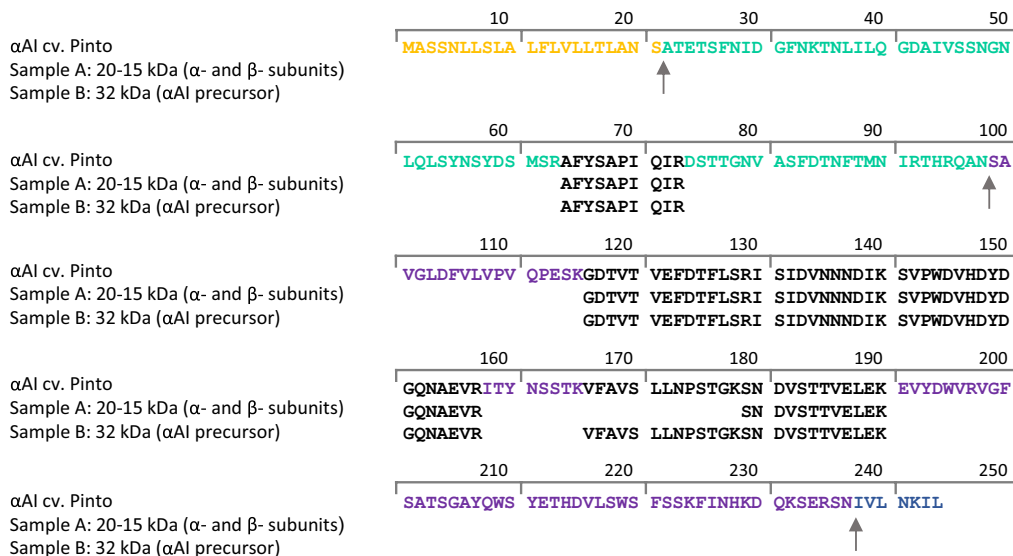 10 20 30 40 50
αAI cv. Pinto MASSNLLSLA LFLVLLTLAN SATETSFNID GFNKTNLILQ GDAIVSSNGN
Sample A: 20-15 kDa (α- and β- subunits)
Sample B: 32 kDa (αAI precursor)
60 70 80 90 100
αAI cv. Pinto LQLSYNSYDS MSRAFYSAPI QIRDSTTGNV ASFDTNFTMN IRTHRQANSA
Sample A: 20-15 kDa (α- and β- subunits) AFYSAPI QIR
Sample B: 32 kDa (αAI precursor) AFYSAPI QIR
110 120 130 140 150
αAI cv. Pinto VGLDFVLVPV QPESKGDTVT VEFDTFLSRI SIDVNNNDIK SVPWDVHDYD
Sample A: 20-15 kDa (α- and β- subunits) GDTVT VEFDTFLSRI SIDVNNNDIK SVPWDVHDYD
Sample B: 32 kDa (αAI precursor) GDTVT VEFDTFLSRI SIDVNNNDIK SVPWDVHDYD
160 170 180 190 200
αAI cv. Pinto GQNAEVRITY NSSTKVFAVS LLNPSTGKSN DVSTTVELEK EVYDWVRVGF
Sample A: 20-15 kDa (α- and β- subunits) GQNAEVR SN DVSTTVELEK
Sample B: 32 kDa (αAI precursor) GQNAEVR VFAVS LLNPSTGKSN DVSTTVELEK
210 220 230 240 250
αAI cv. Pinto SATSGAYQWS YETHDVLSWS FSSKFINHKD QKSERSNIVL NKIL
Sample A: 20-15 kDa (α- and β- subunits)
Sample B: 32 kDa (αAI precursor)